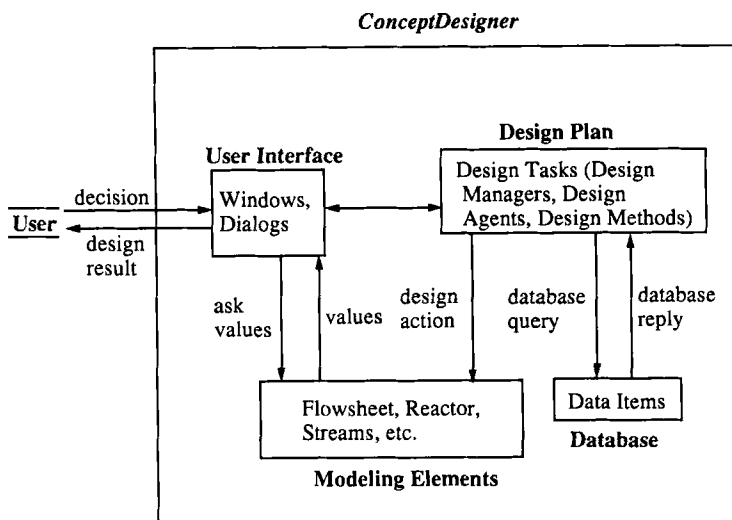 ConceptDesigner
Design Plan
User Interface
Design Tasks (Design
Managers, Design
Agents, Design Methods)
decision
Windows,
Dialogs
User
design
result
ask
values
values
design
action
database
query
database
reply
Flowsheet, Reactor,
Streams, etc.
Data Items
Database
Modeling Elements